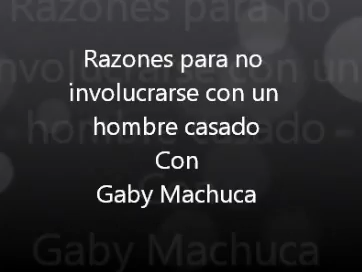 Razones para no
involucrarse con un
hombre casado
Con
Gaby Machuca